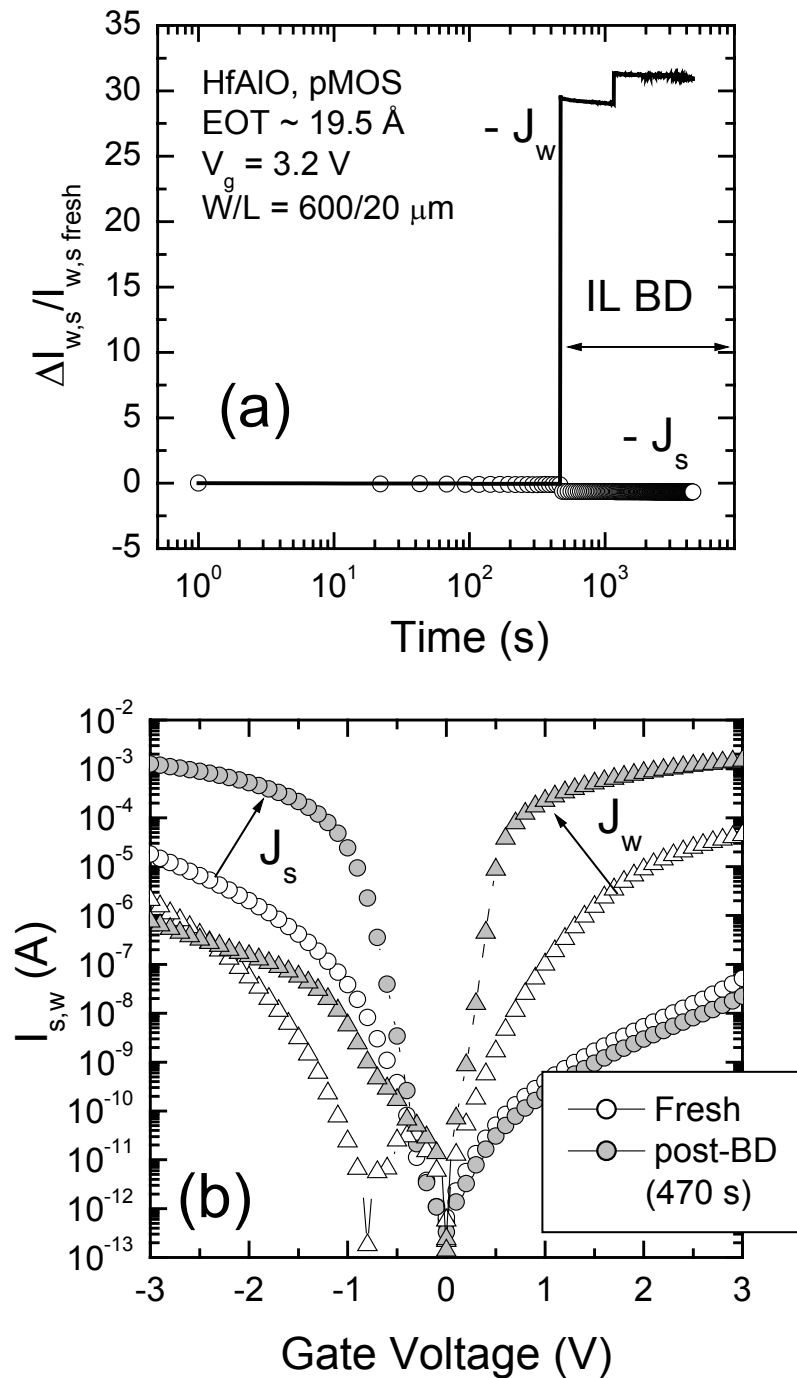 35
30
25
20
15
10
5
0
-5
ΔI_w,s/I_w,s fresh
HfAlO, pMOS
EOT ~ 19.5 Å
V_g = 3.2 V
W/L = 600/20 μm
- J_w
IL BD
(a)
- J_s
10^0 10^1 10^2 10^3
Time (s)
10^-2
10^-3
10^-4
10^-5
10^-6
10^-7
10^-8
10^-9
10^-10
10^-11
10^-12
10^-13
I_s,w (A)
J_s
J_w
Fresh
post-BD
(470 s)
(b)
-3 -2 -1 0 1 2 3
Gate Voltage (V)